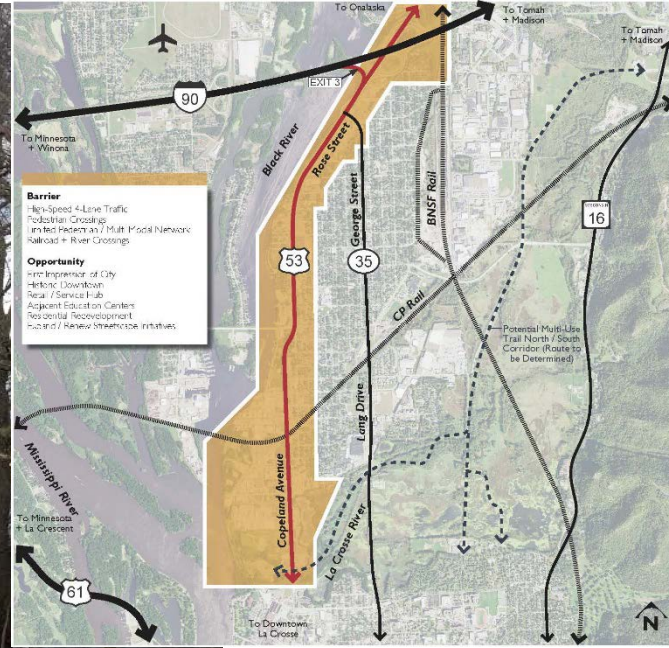 To Onalaska
To Tomah
+ Madison
To Tomah
+ Madison
EXIT 3
90
To Minnesota
+ Winona
Black River
Rose Street
George Street
BNSF Rail
16
Barrier
High-Speed 4-Lane Traffic
Pedestrian Crossings
Limited Pedestrian / Multi Modal Network
Railroad + River Crossings
Opportunity
First Impression of City
Historic Downtown
Retail / Service Hub
Adjacent Education Centers
Residential Redevelopment
Expand / Renew Streetscape Initiatives
53
35
CP Rail
Potential Multi-Use
Trail North / South
Corridor (Route to
be Determined)
Lang Drive
Copeland Avenue
Mississippi River
La Crosse River
To Minnesota
+ La Crescent
61
To Downtown
La Crosse
N